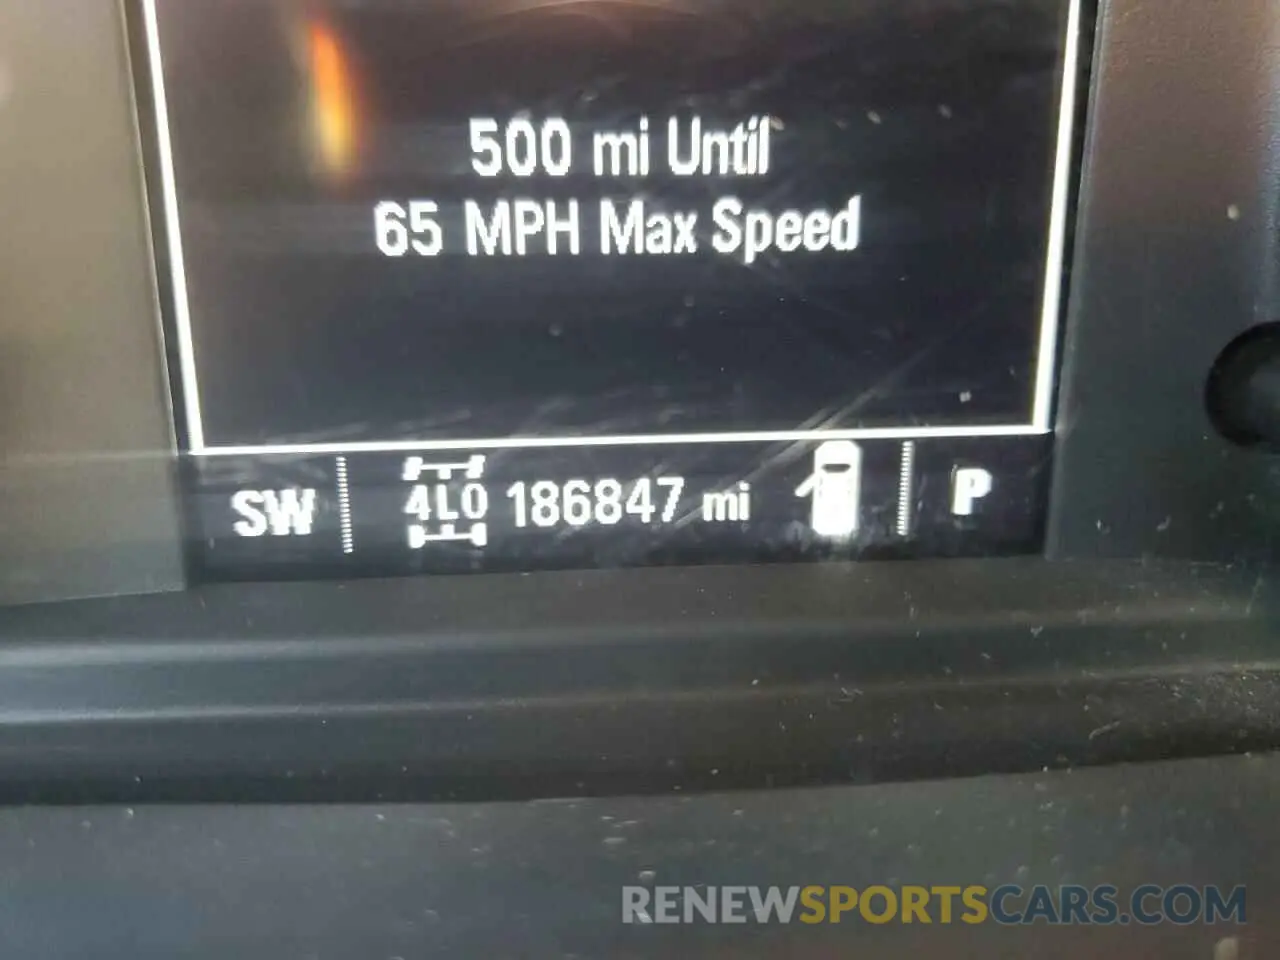 500 mi Until
65 MPH Max Speed
SW 4LO 186847 mi P
RENEWSPORTSCARS.COM